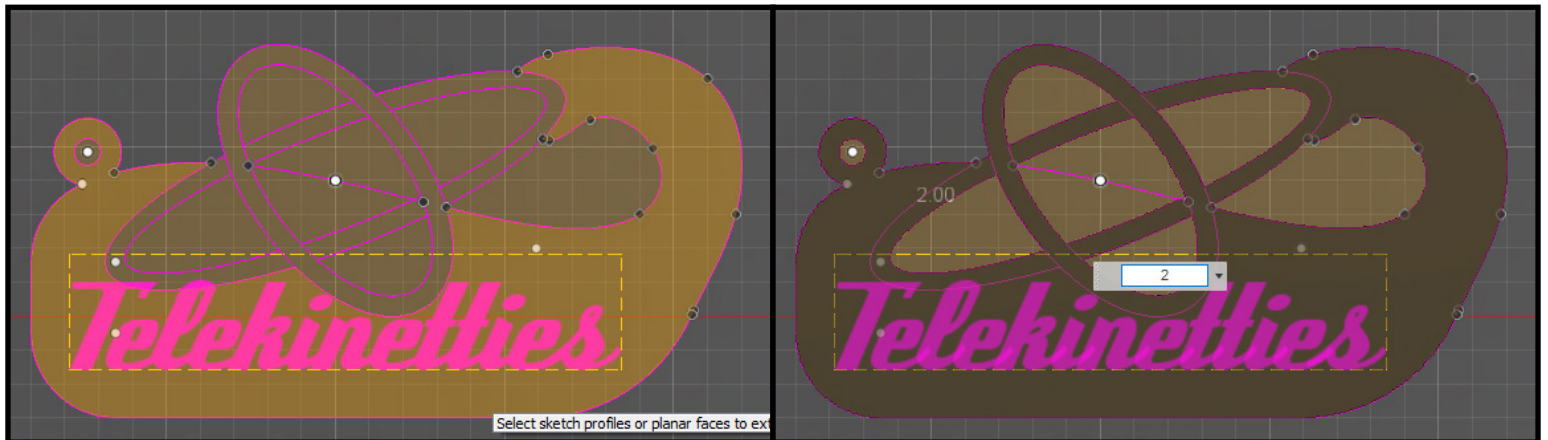 Telekinetties
Select sketch profiles or planar faces to ext
2.00
2
Telekinetties